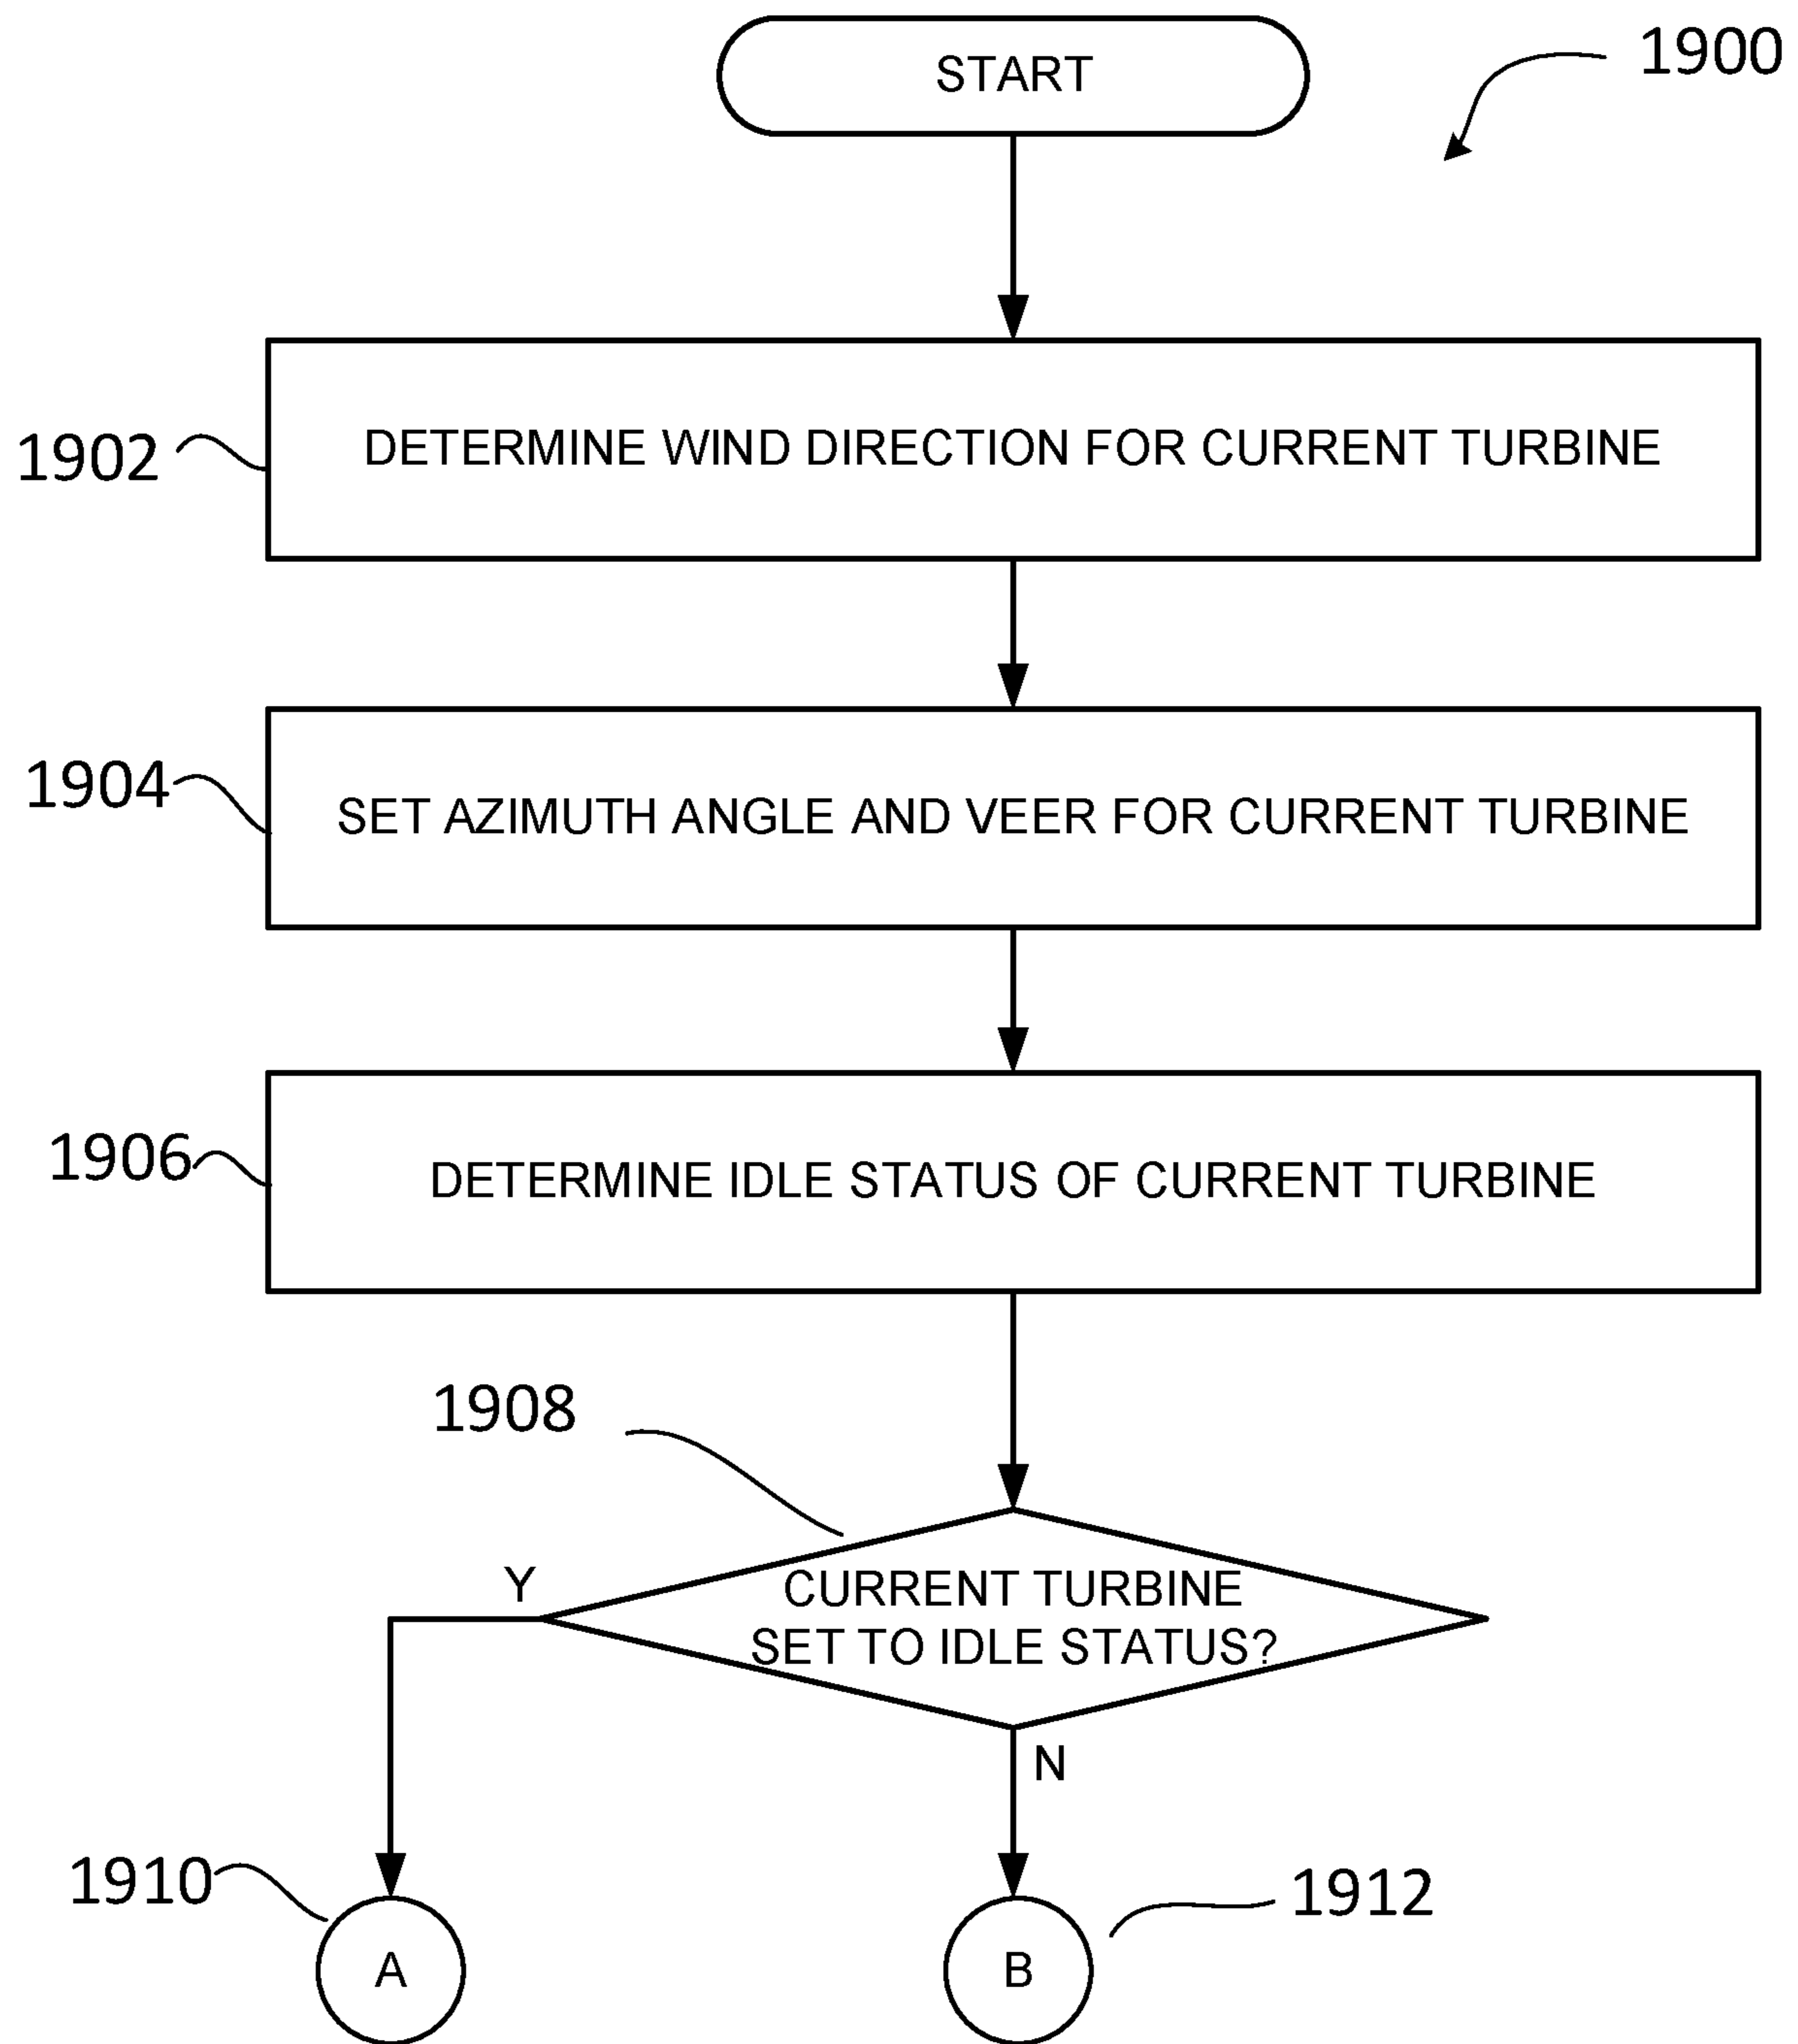 START
1900
1902
DETERMINE WIND DIRECTION FOR CURRENT TURBINE
1904
SET AZIMUTH ANGLE AND VEER FOR CURRENT TURBINE
1906
DETERMINE IDLE STATUS OF CURRENT TURBINE
1908
Y
CURRENT TURBINE
SET TO IDLE STATUS?
N
1910
1912
A
B